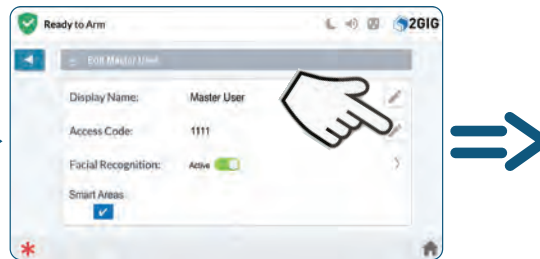 Ready to Arm
2GIG
Edit Master User
Display Name: Master User
Access Code: 1111
Facial Recognition: Active
Smart Areas